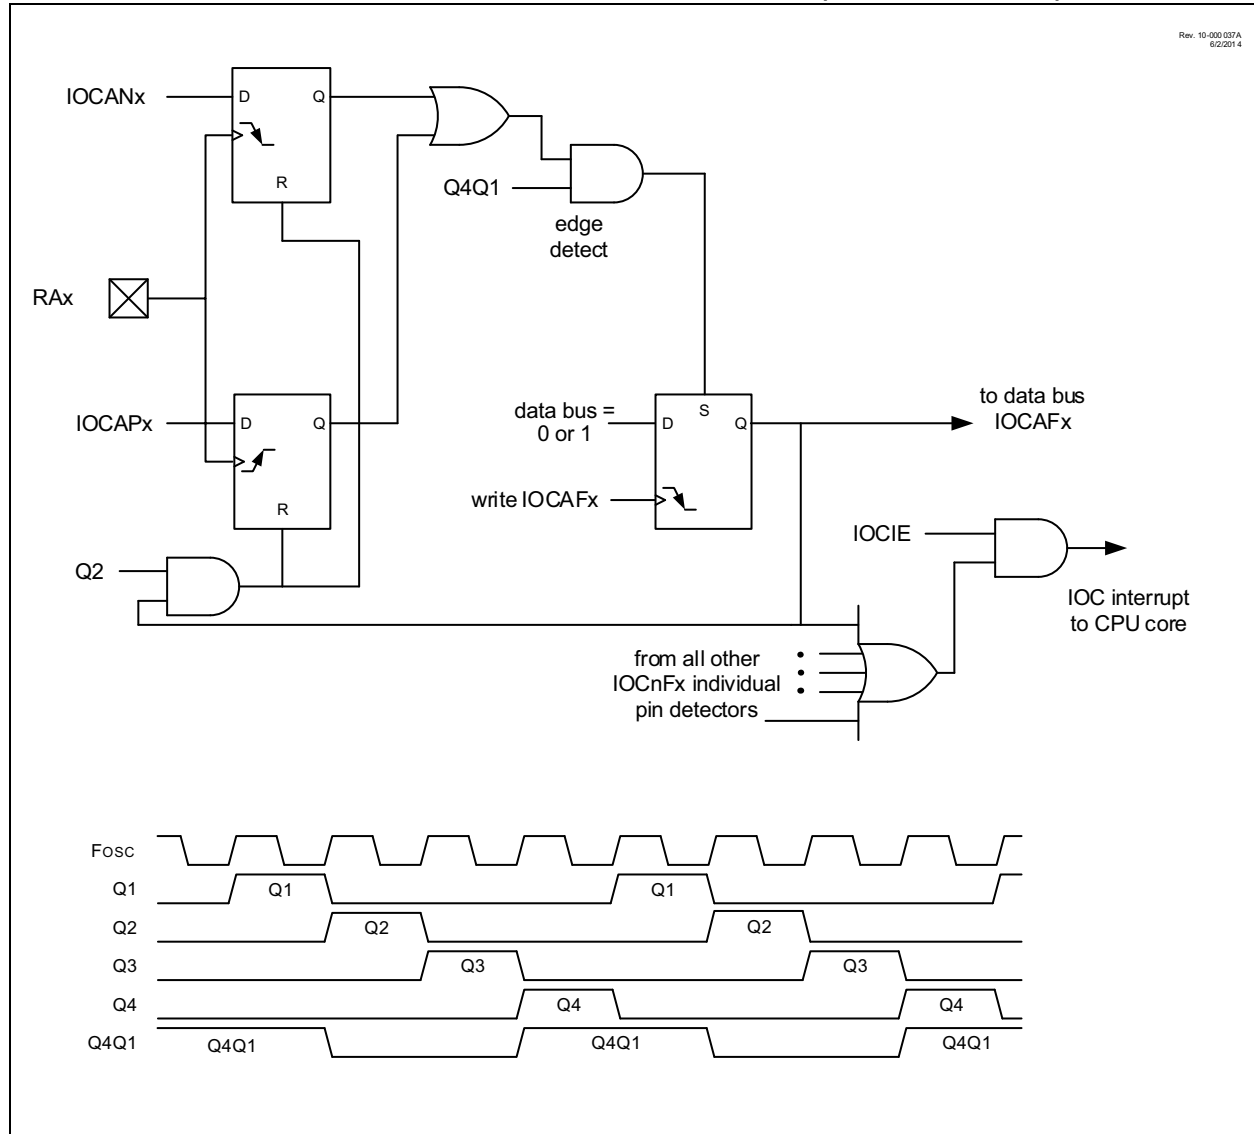 Rev. 10-000 037A
6/2/201 4
IOCANx
D
Q
R
Q4Q1
edge
detect
RAx
IOCAPx
D
Q
R
data bus =
0 or 1
S
D
Q
to data bus
IOCAFx
write IOCAFx
IOCIE
Q2
IOC interrupt
to CPU core
from all other
IOCnFx individual
pin detectors
Fosc
Q1
Q1
Q1
Q2
Q2
Q2
Q3
Q3
Q3
Q4
Q4
Q4
Q4Q1
Q4Q1
Q4Q1
Q4Q1